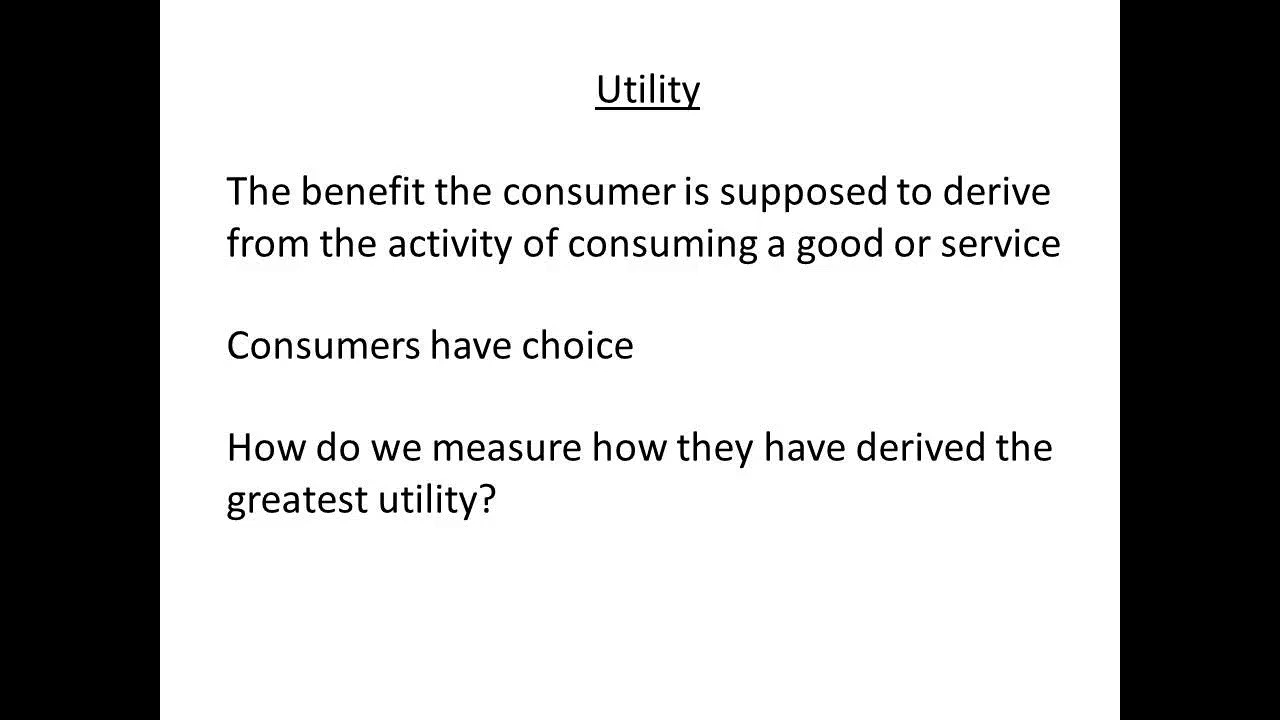 Utility
The benefit the consumer is supposed to derive
from the activity of consuming a good or service
Consumers have choice
How do we measure how they have derived the
greatest utility?